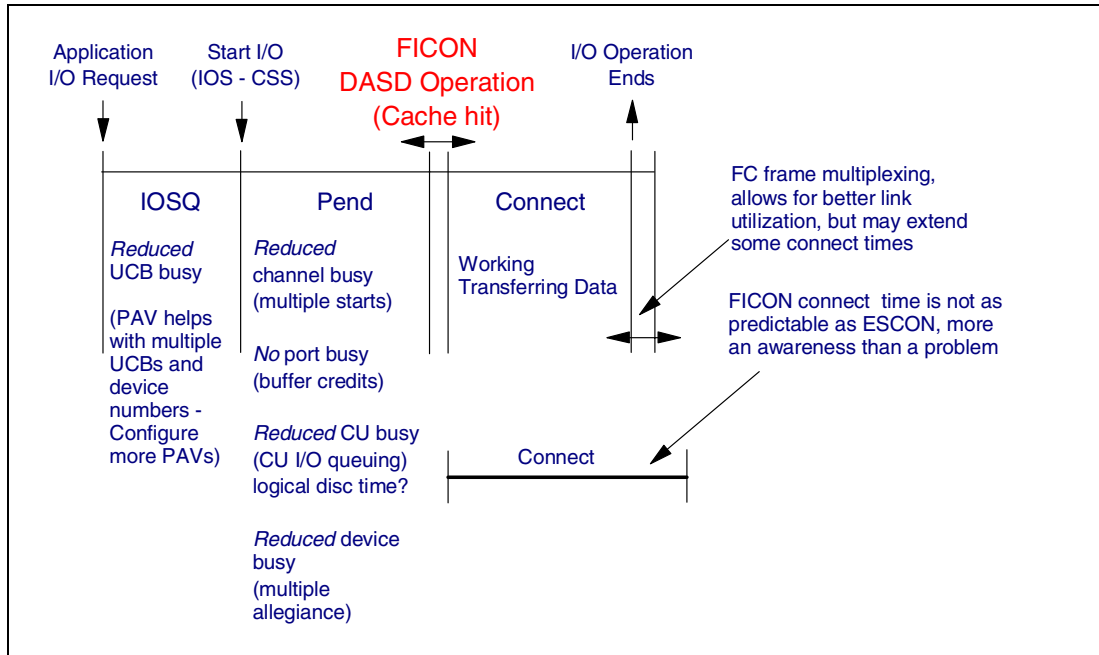 Application
I/O Request
Start I/O
(IOS - CSS)
FICON
DASD Operation
(Cache hit)
I/O Operation
Ends
IOSQ
Reduced
UCB busy
(PAV helps
with multiple
UCBs and
device
numbers -
Configure
more PAVs)
Pend
Reduced
channel busy
(multiple starts)
No port busy
(buffer credits)
Reduced CU busy
(CU I/O queuing)
logical disc time?
Reduced device
busy
(multiple
allegiance)
Connect
Working
Transferring Data
Connect
FC frame multiplexing,
allows for better link
utilization, but may extend
some connect times
FICON connect time is not as
predictable as ESCON, more
an awareness than a problem